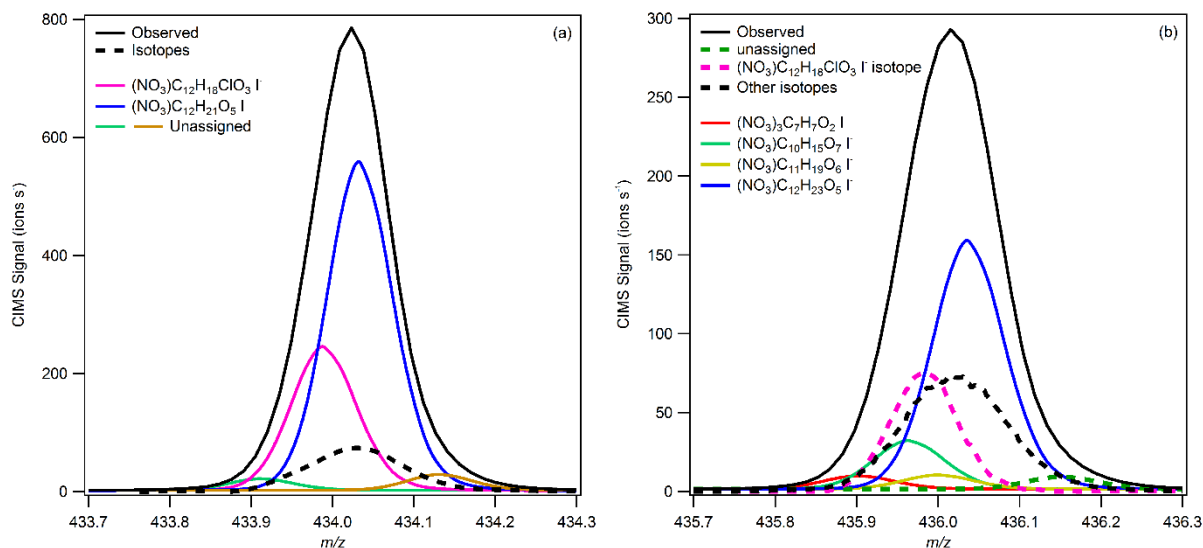 (a)
Observed
Isotopes
(NO₃)C₁₂H₁₈ClO₃ I⁻
(NO₃)C₁₂H₂₁O₅ I
Unassigned
CIMS Signal (ions s)
800
600
400
200
0
433.7 433.8 433.9 434.0 434.1 434.2 434.3
m/z
(b)
Observed
unassigned
(NO₃)C₁₂H₁₈ClO₃ I⁻ isotope
Other isotopes
(NO₃)₃C₇H₇O₂ I
(NO₃)C₁₀H₁₅O₇ I⁻
(NO₃)C₁₁H₁₉O₆ I⁻
(NO₃)C₁₂H₂₃O₅ I⁻
CIMS Signal (ions s⁻¹)
300
250
200
150
100
50
0
435.7 435.8 435.9 436.0 436.1 436.2 436.3
m/z